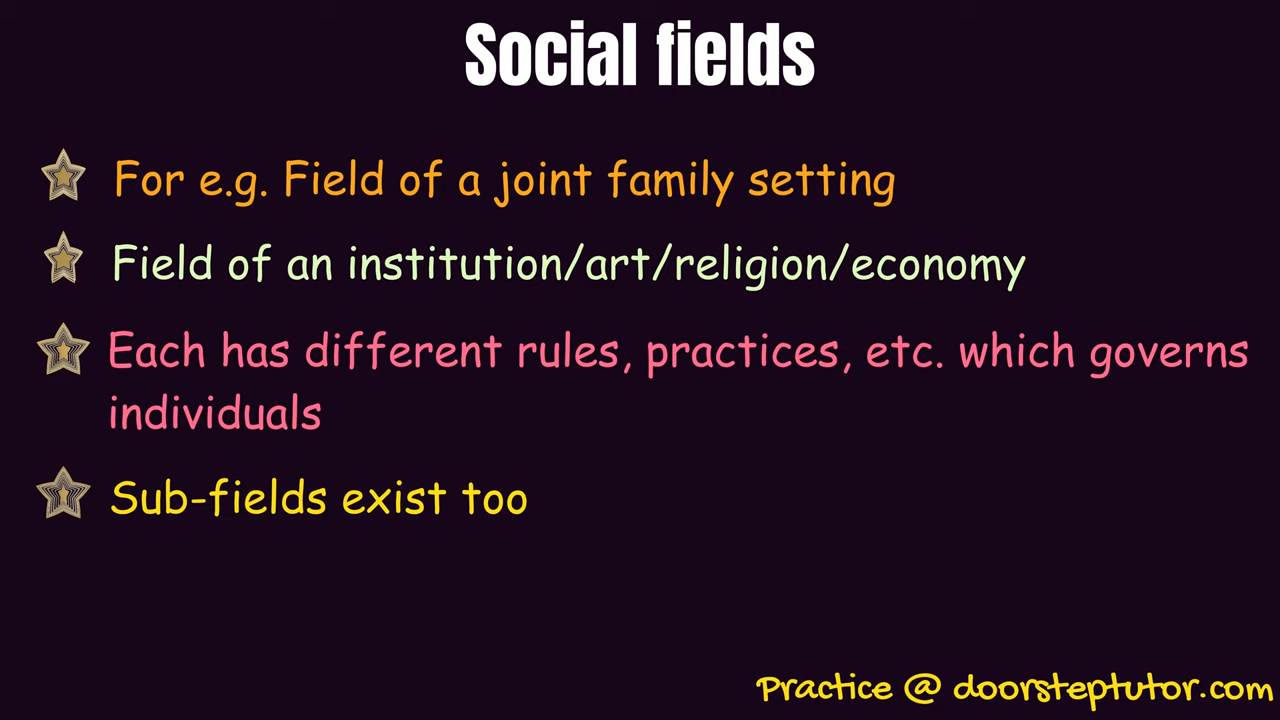 Social fields
For e.g. Field of a joint family setting
Field of an institution/art/religion/economy
Each has different rules, practices, etc. which governs
individuals
Sub-fields exist too
Practice @ doorsteptutor.com